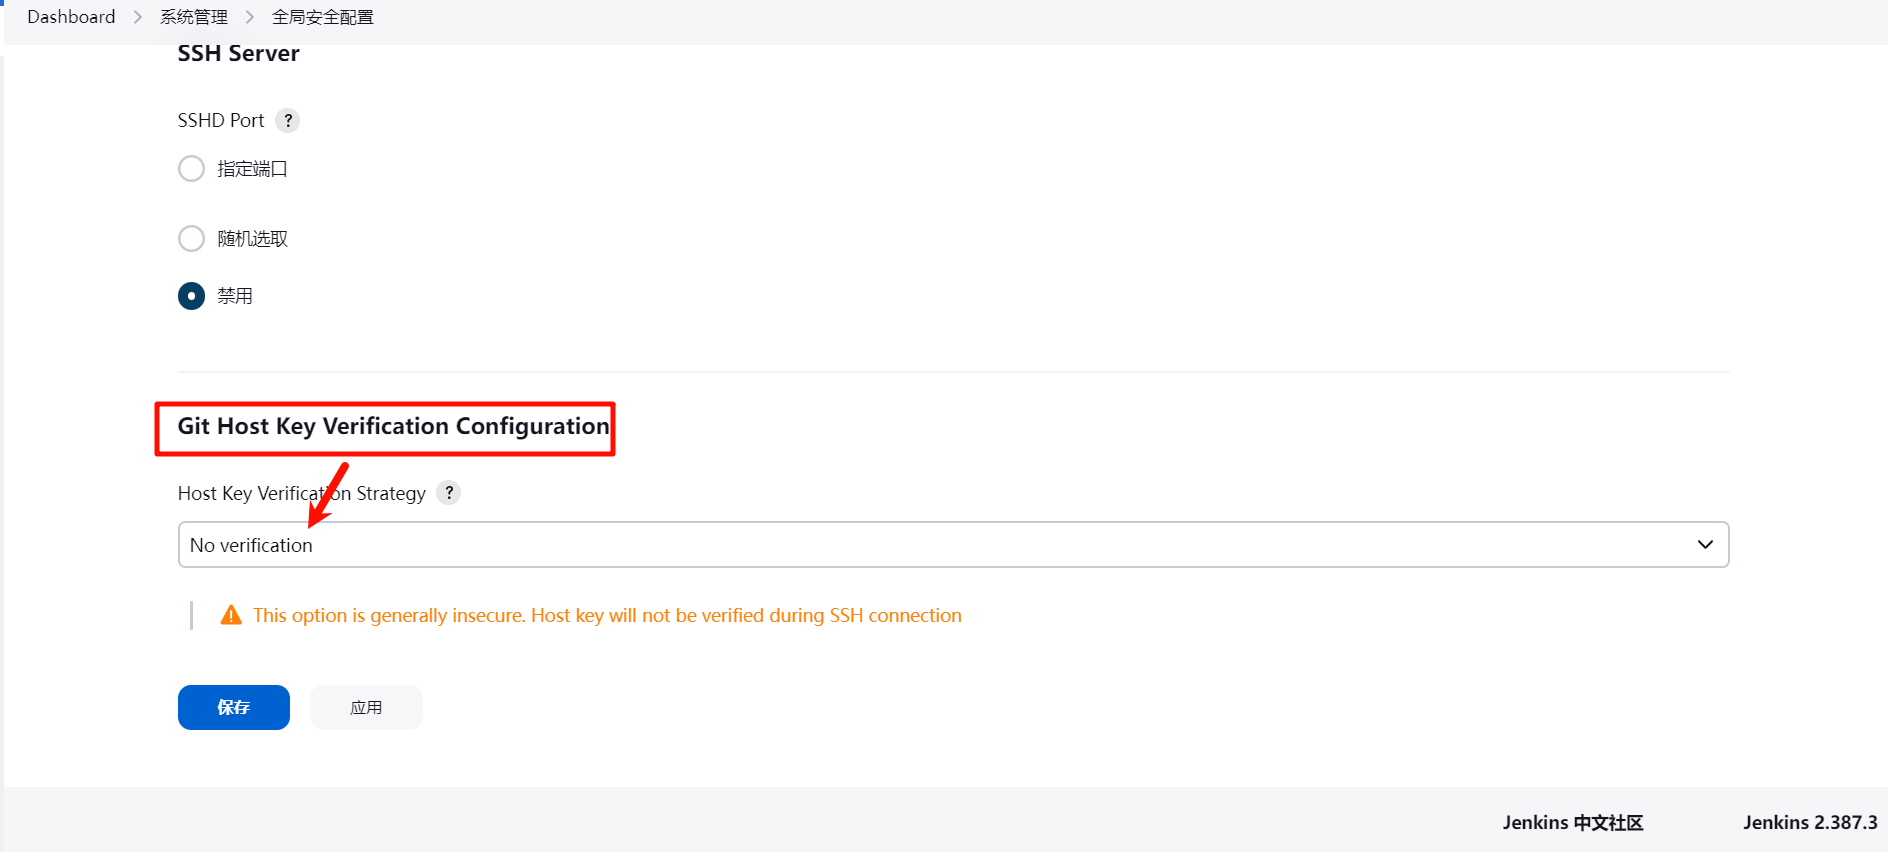 Dashboard > 系统管理 > 全局安全配置
SSH Server
SSHD Port ?
指定端口
随机选取
禁用
Git Host Key Verification Configuration
Host Key Verification Strategy ?
No verification
This option is generally insecure. Host key will not be verified during SSH connection
保存 应用
Jenkins 中文社区 Jenkins 2.387.3